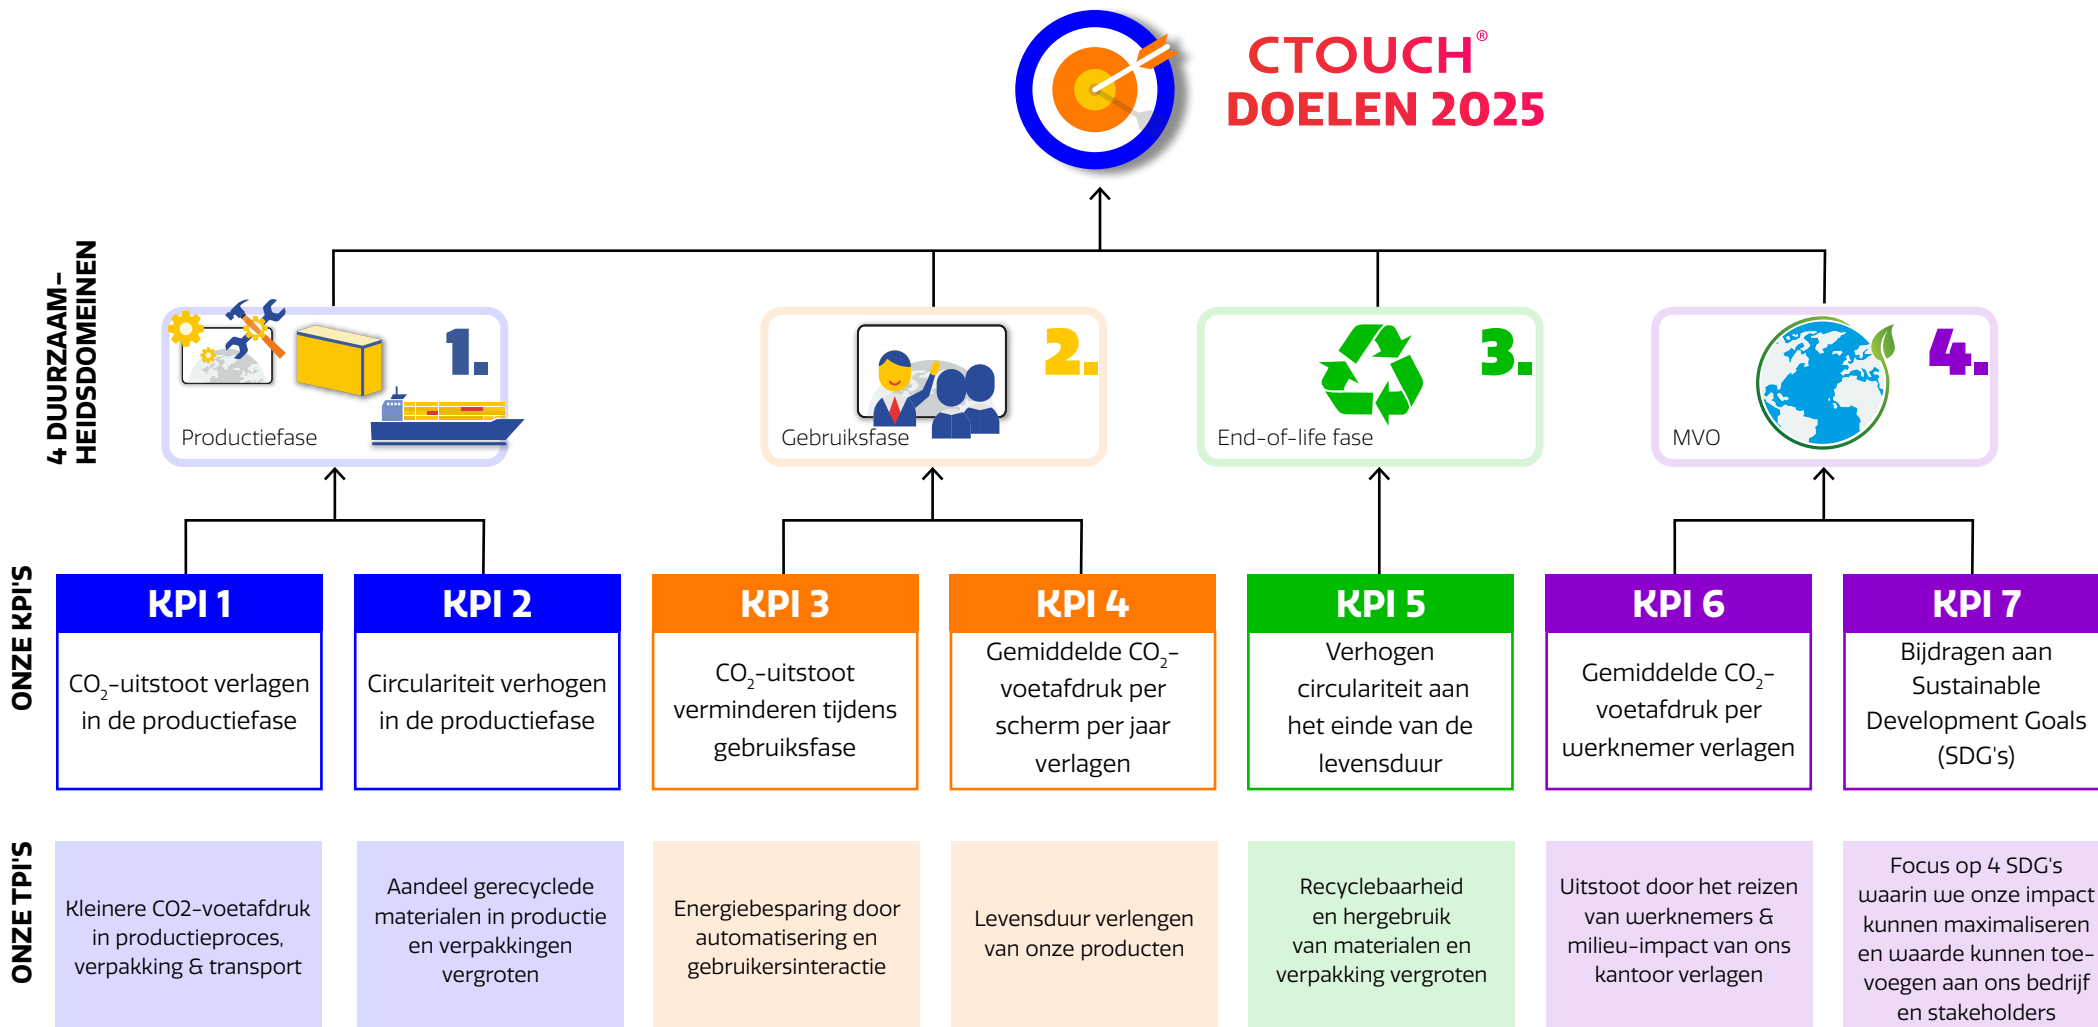 CTOUCH®
DOELEN 2025
4 DUURZAAM-
HEIDSDOMEINEN
1.
Productiefase
2.
Gebruiksfase
3.
End-of-life fase
4.
MVO
ONZE KPI'S
KPI 1
CO₂-uitstoot verlagen
in de productiefase
KPI 2
Circulariteit verhogen
in de productiefase
KPI 3
CO₂-uitstoot
verminderen tijdens
gebruiksfase
KPI 4
Gemiddelde CO₂-
voetafdruk per
scherm per jaar
verlagen
KPI 5
Verhogen
circulariteit aan
het einde van de
levensduur
KPI 6
Gemiddelde CO₂-
voetafdruk per
werknemer verlagen
KPI 7
Bijdragen aan
Sustainable
Development Goals
(SDG's)
ONZE TPI'S
Kleinere CO2-voetafdruk
in productieproces,
verpakking & transport
Aandeel gerecyclede
materialen in productie
en verpakkingen
vergroten
Energiebesparing door
automatisering en
gebruikersinteractie
Levensduur verlengen
van onze producten
Recyclebaarheid
en hergebruik
van materialen en
verpakking vergroten
Uitstoot door het reizen
van werknemers &
milieu-impact van ons
kantoor verlagen
Focus op 4 SDG's
waarin we onze impact
kunnen maximaliseren
en waarde kunnen toe-
voegen aan ons bedrijf
en stakeholders